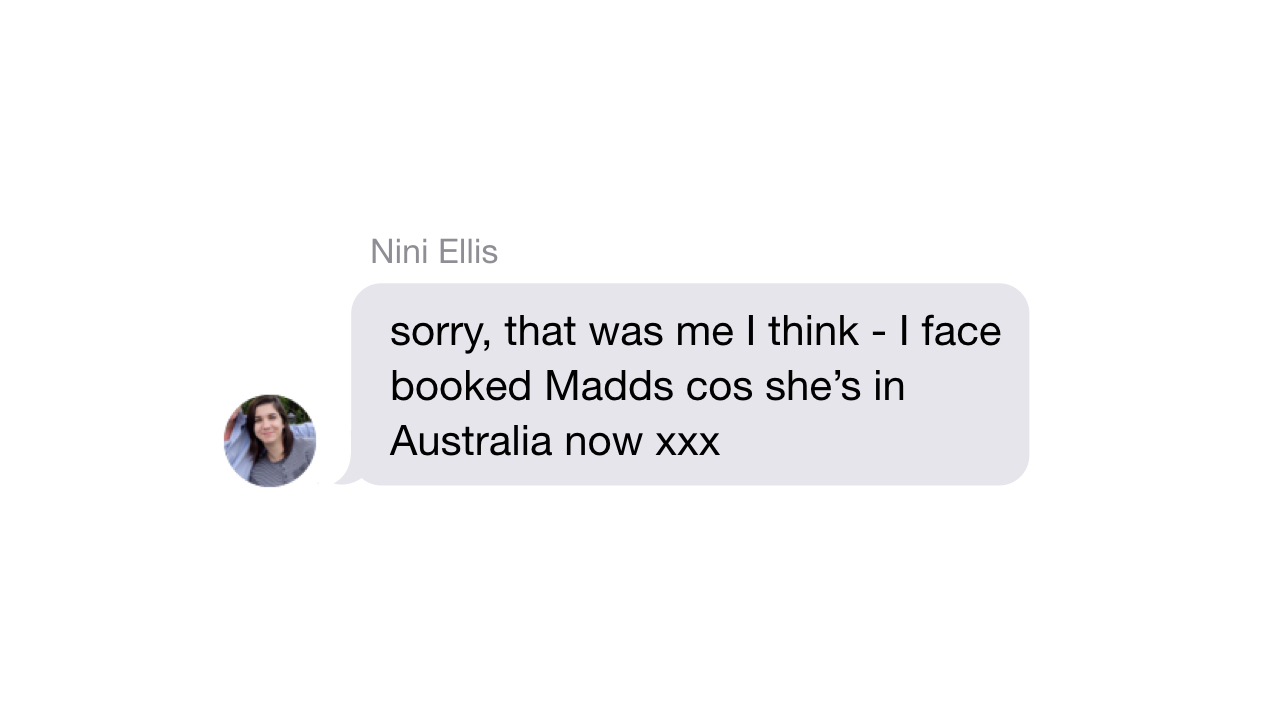 Nini Ellis
sorry, that was me I think - I face
booked Madds cos she’s in
Australia now xxx